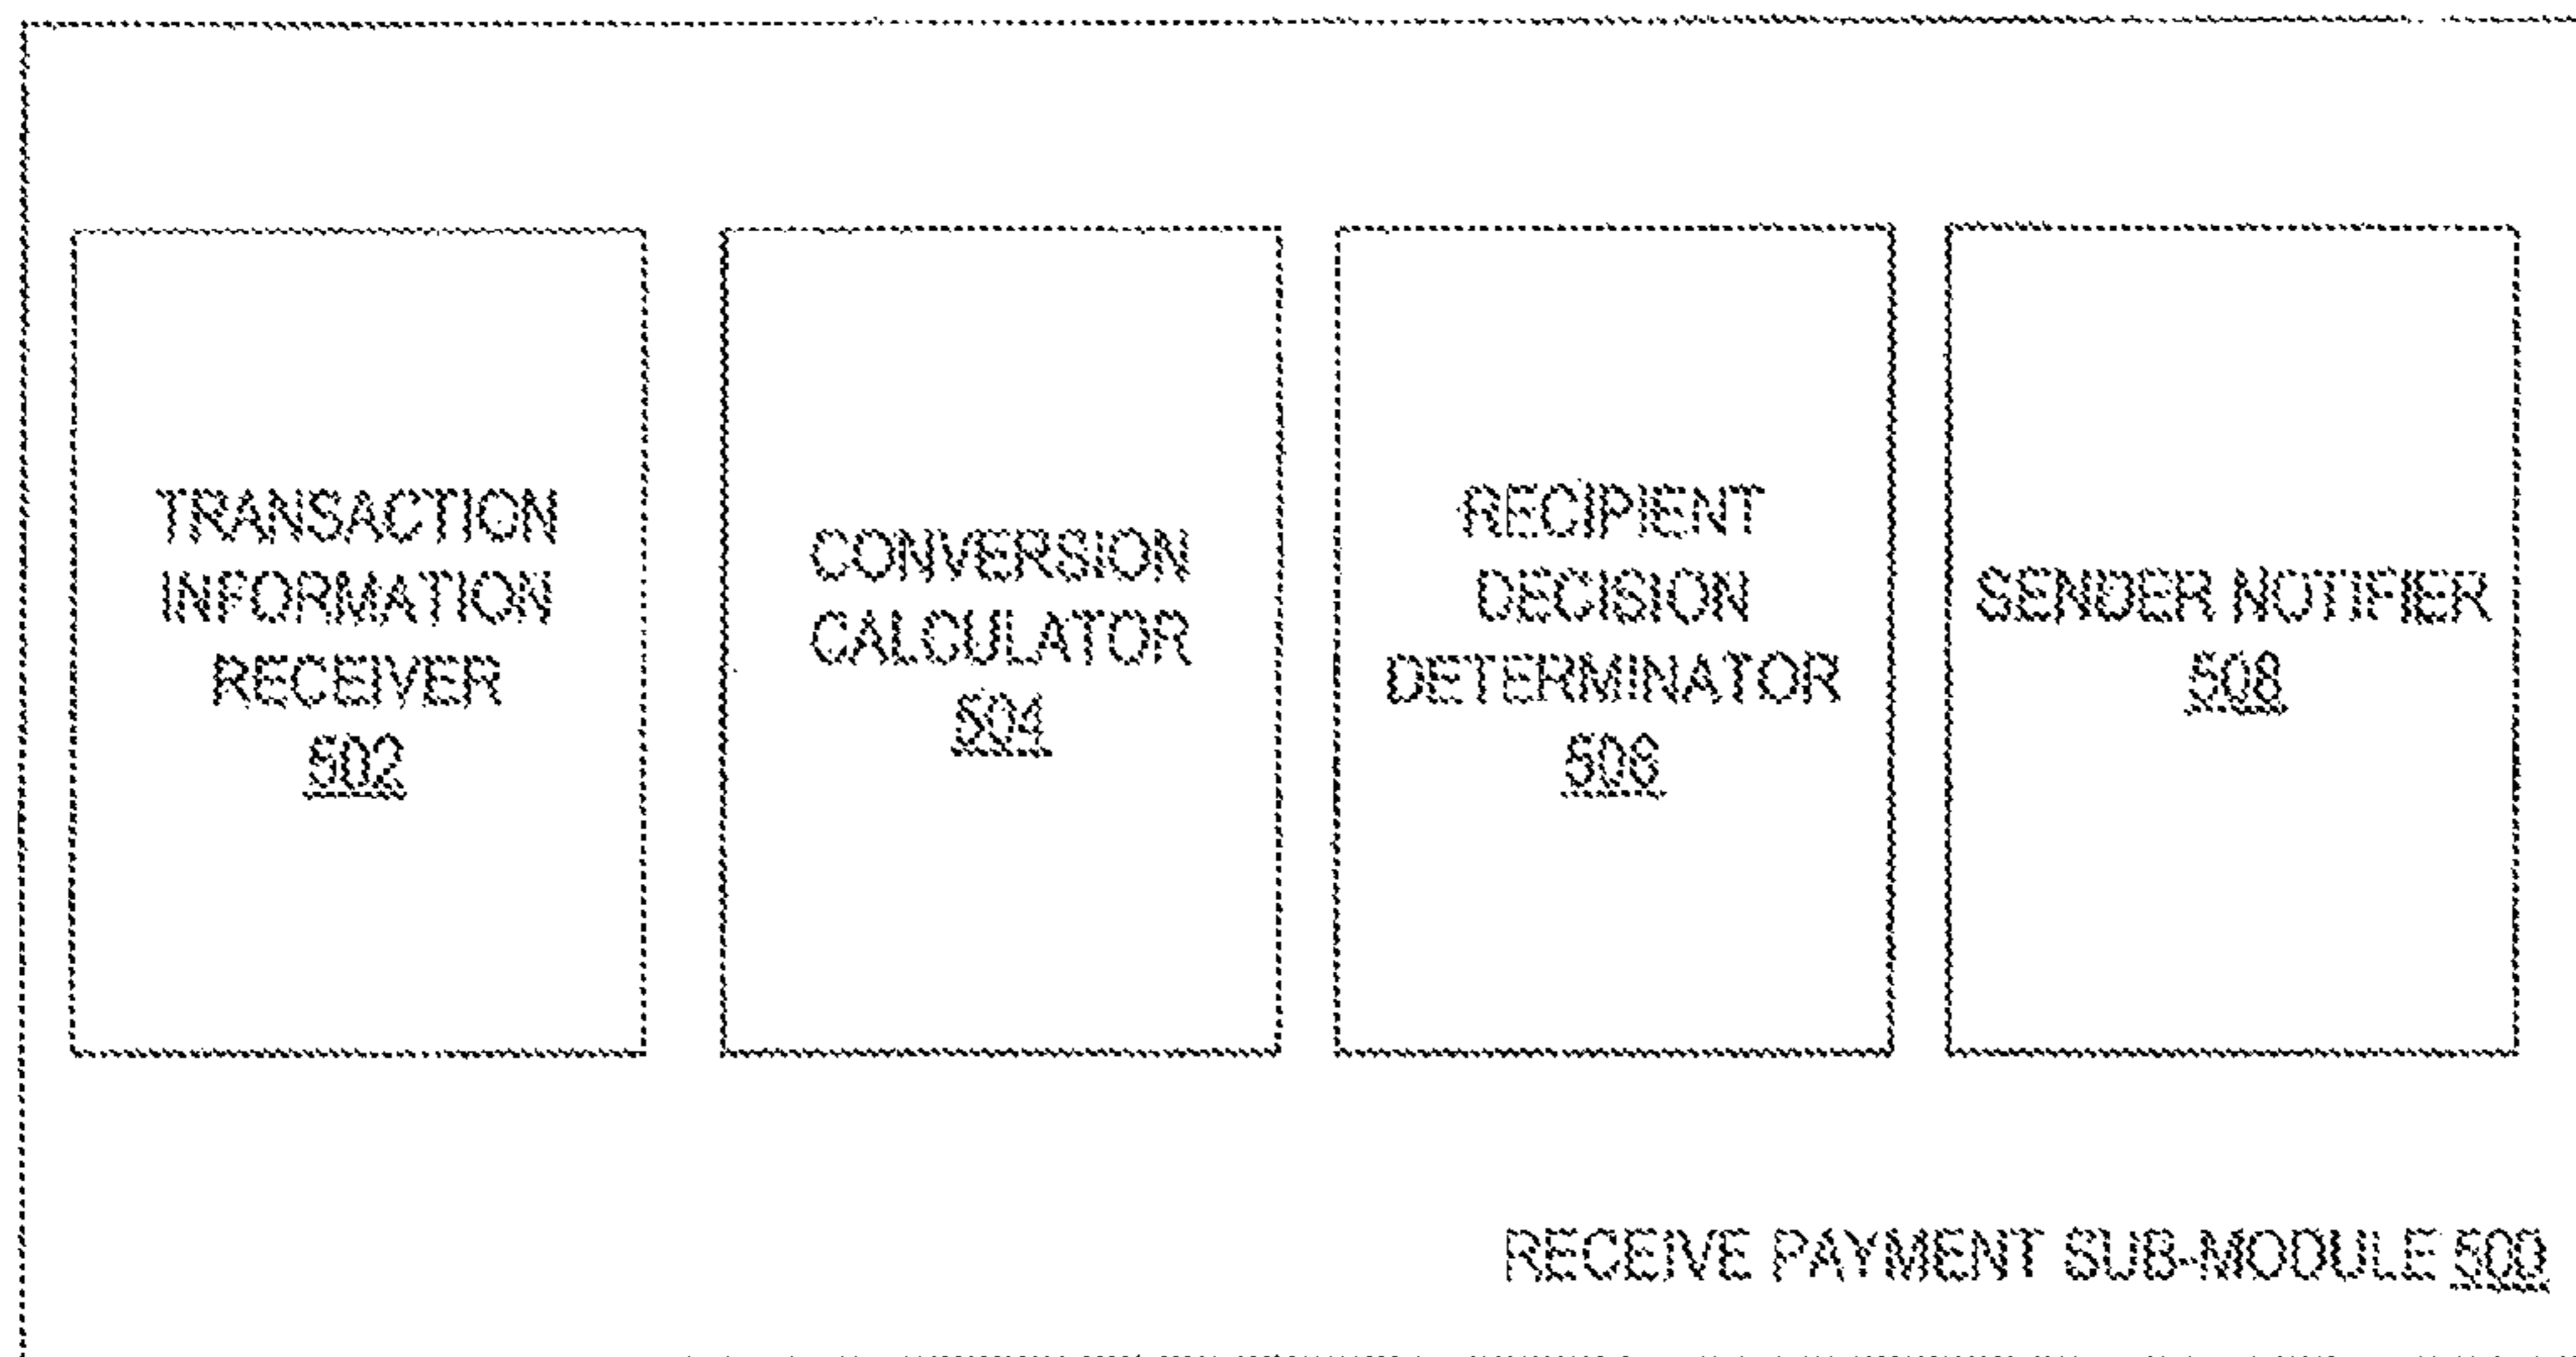 TRANSACTION
INFORMATION
RECEIVER
502
CONVERSION
CALCULATOR
504
RECIPIENT
DECISION
DETERMINATOR
506
SENDER NOTIFIER
508
RECEIVE PAYMENT SUB-MODULE 500